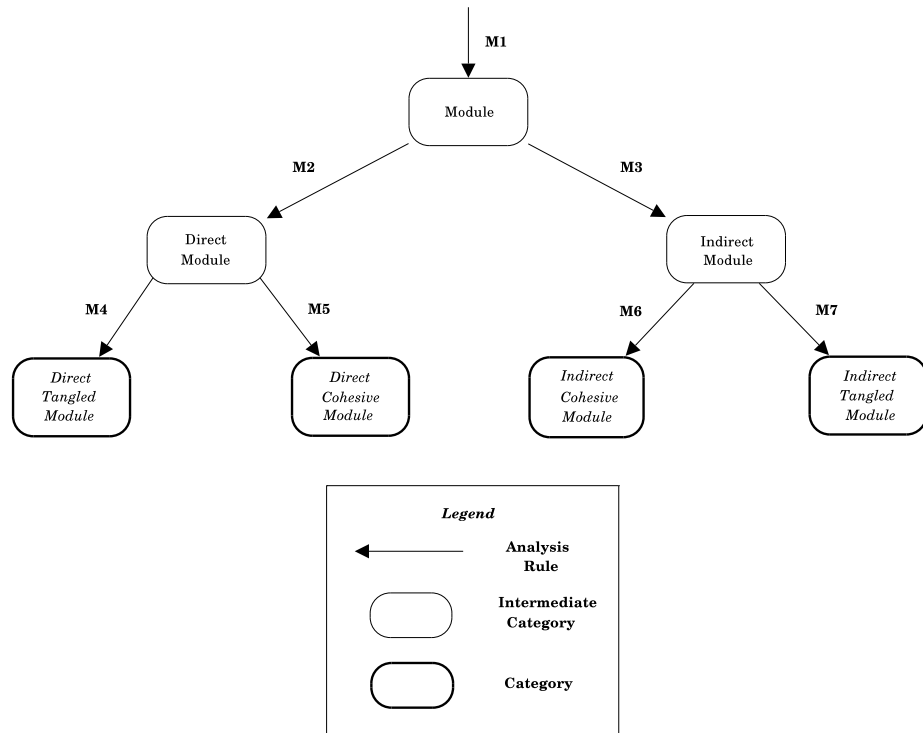 M1
Module
M2
M3
Direct
Module
Indirect
Module
M4
M5
M6
M7
Direct
Tangled
Module
Direct
Cohesive
Module
Indirect
Cohesive
Module
Indirect
Tangled
Module
Legend
Analysis
Rule
Intermediate
Category
Category